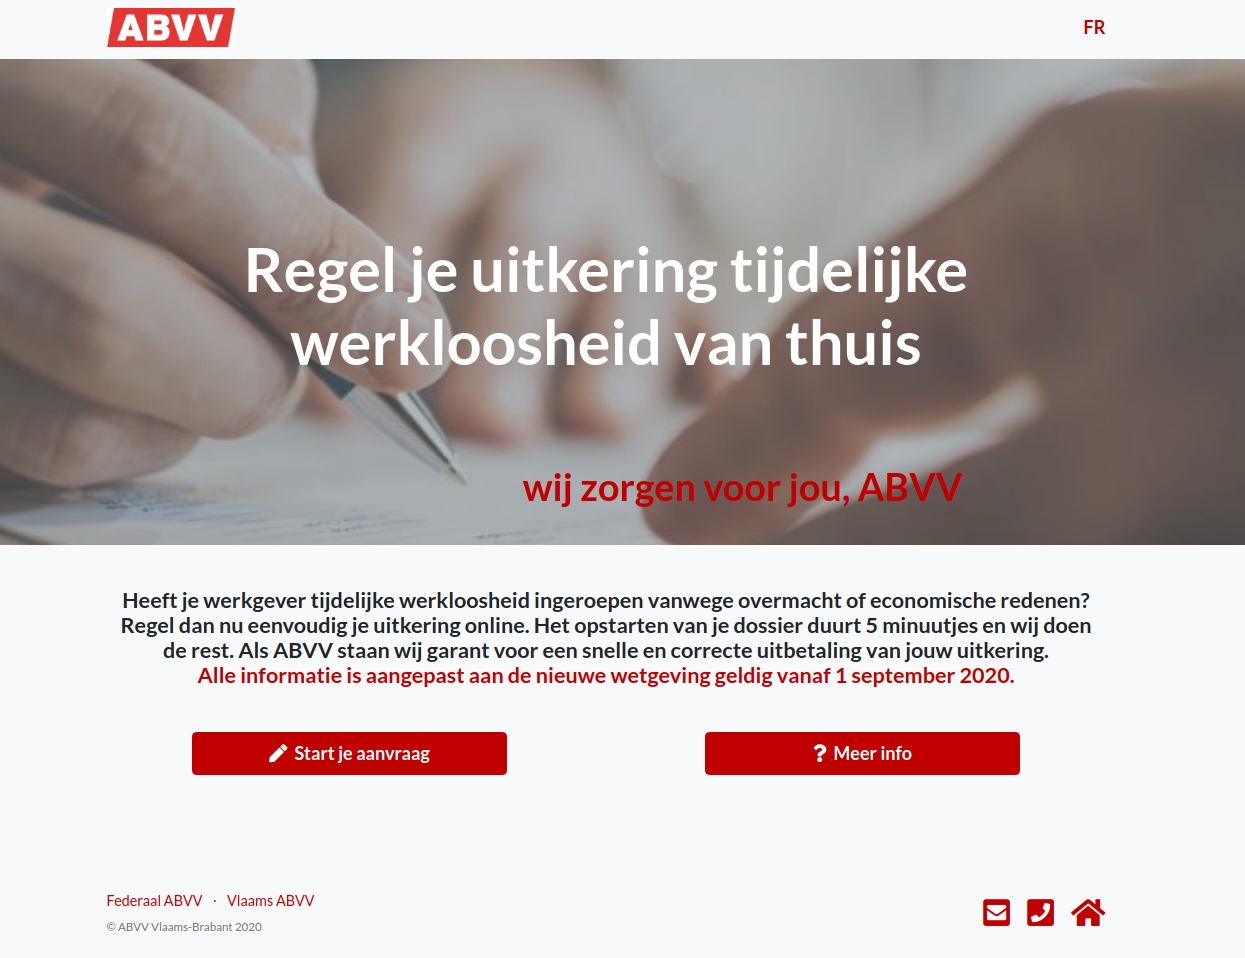 ABVV
FR
Regel je uitkering tijdelijke
werkloosheid van thuis
wij zorgen voor jou, ABVV
Heeft je werkgever tijdelijke werkloosheid ingeroepen vanwege overmacht of economische redenen?
Regel dan nu eenvoudig je uitkering online. Het opstarten van je dossier duurt 5 minuutjes en wij doen
de rest. Als ABVV staan wij garant voor een snelle en correcte uitbetaling van jouw uitkering.
Alle informatie is aangepast aan de nieuwe wetgeving geldig vanaf 1 september 2020.
Start je aanvraag
? Meer info
Federaal ABVV · Vlaams ABVV
© ABVV Vlaams-Brabant 2020